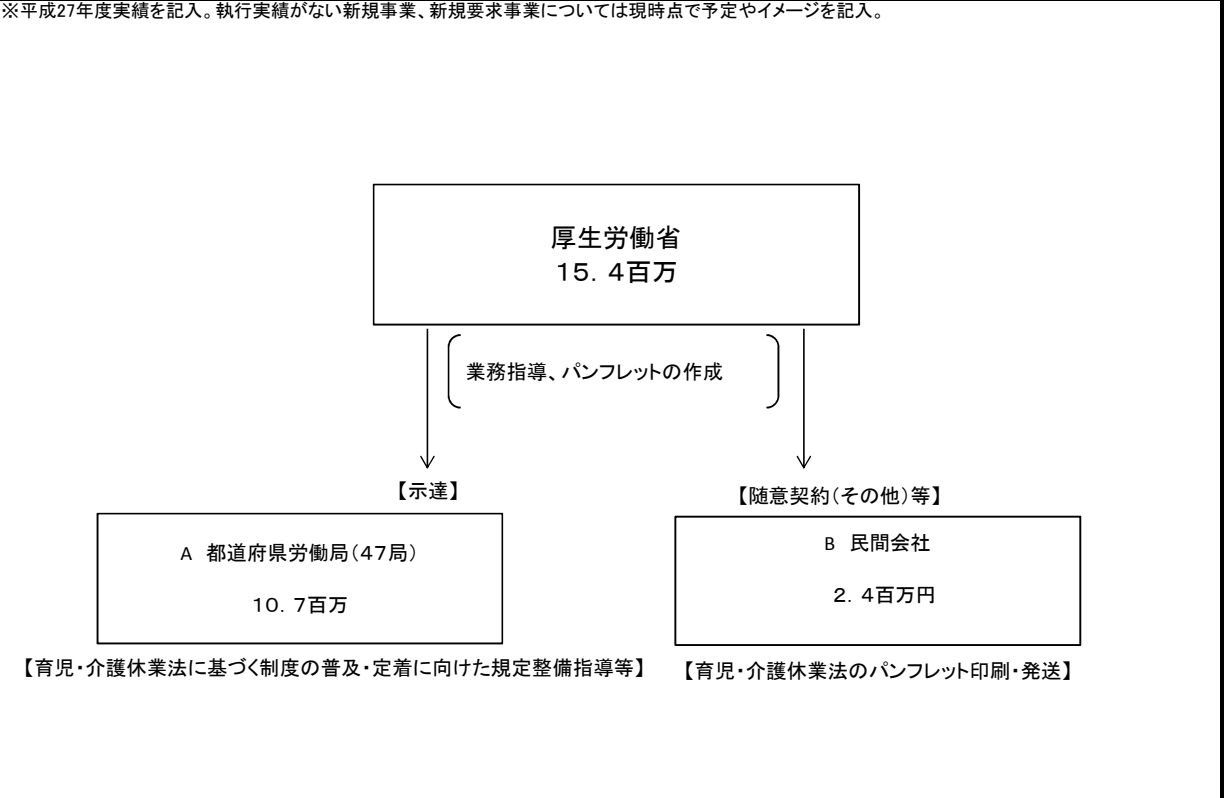 ※平成27年度実績を記入。執行実績がない新規事業、新規要求事業については現時点で予定やイメージを記入。
厚生労働省
１５．４百万
業務指導、パンフレットの作成
【示達】
【随意契約（その他）等】
A　都道府県労働局（４７局）
１０．７百万
B　民間会社
２．４百万円
【育児・介護休業法に基づく制度の普及・定着に向けた規定整備指導等】
【育児・介護休業法のパンフレット印刷・発送】